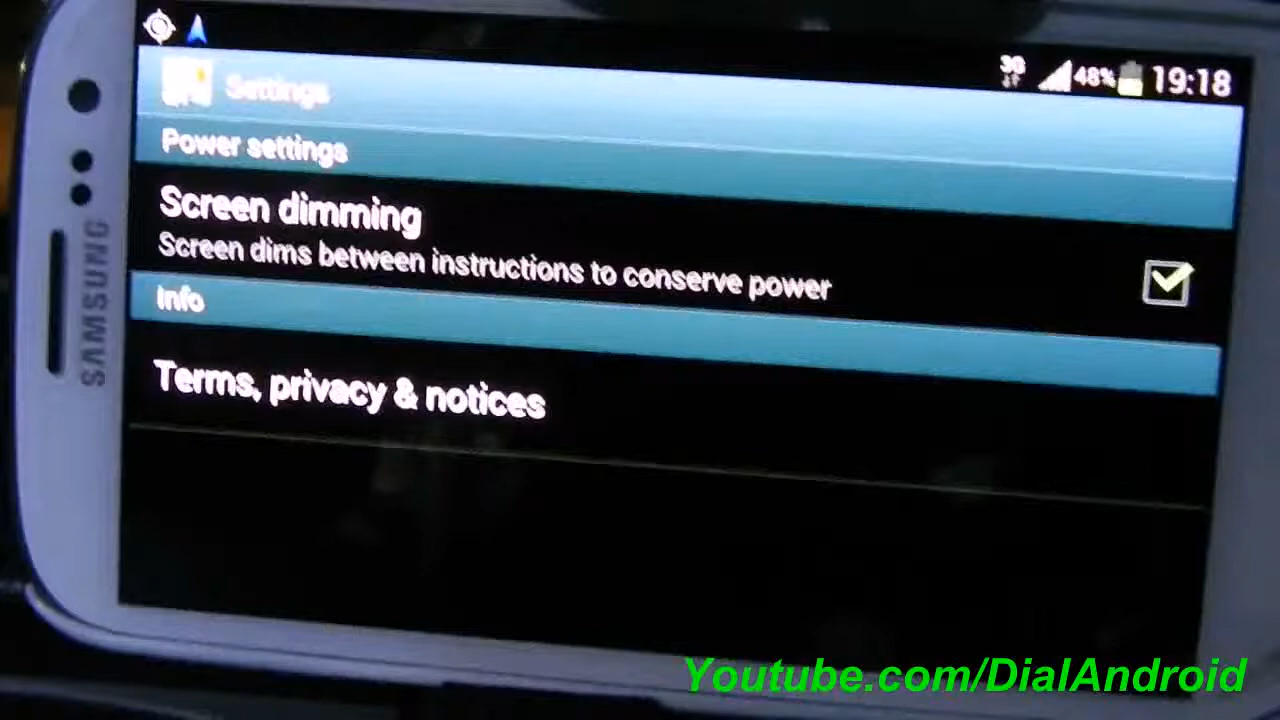 3G 48% 19:18
Settings
Power settings
Screen dimming
Screen dims between instructions to conserve power
Info
Terms, privacy & notices
SAMSUNG
Youtube.com/DialAndroid